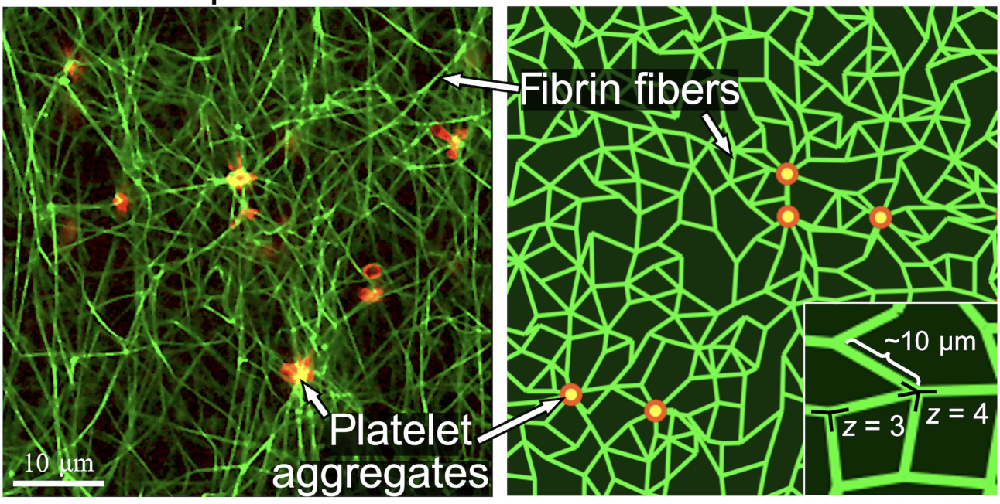 Fibrin fibers
~10 μm
z = 3
z = 4
Platelet
aggregates
10 μm